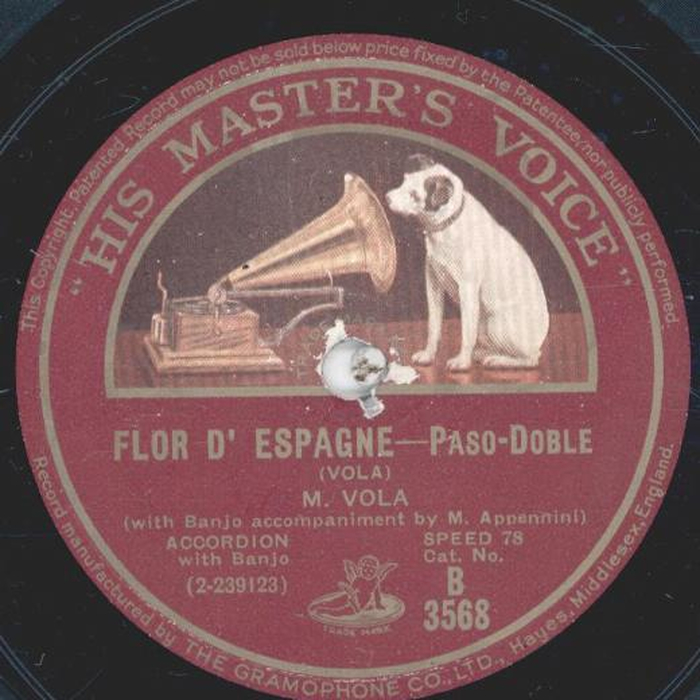 This Copyright, Patented Record may not be sold below price fixed by the Patentee, nor publicly performed.
"HIS MASTER'S VOICE"
FLOR D' ESPAGNE—PASO-DOBLE
(VOLA)
M. VOLA
(with Banjo accompaniment by M. Appennini)
ACCORDION SPEED 78
with Banjo Cat. No.
(2-239123) B
3568
TRADE MARK
Record manufactured by THE GRAMOPHONE CO., LTD., Hayes, Middlesex, England.